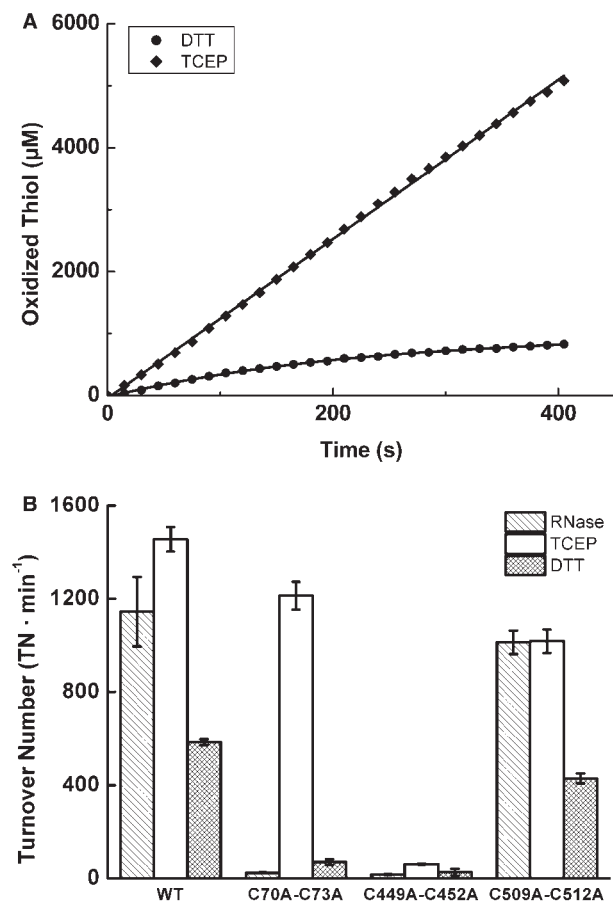 A
6000
4000
2000
0
Oxidized Thiol (μM)
DTT
TCEP
0 200 400
Time (s)
B
1600
1200
800
400
0
Turnover Number (TN · min⁻¹)
RNase
TCEP
DTT
WT C70A-C73A C449A-C452A C509A-C512A